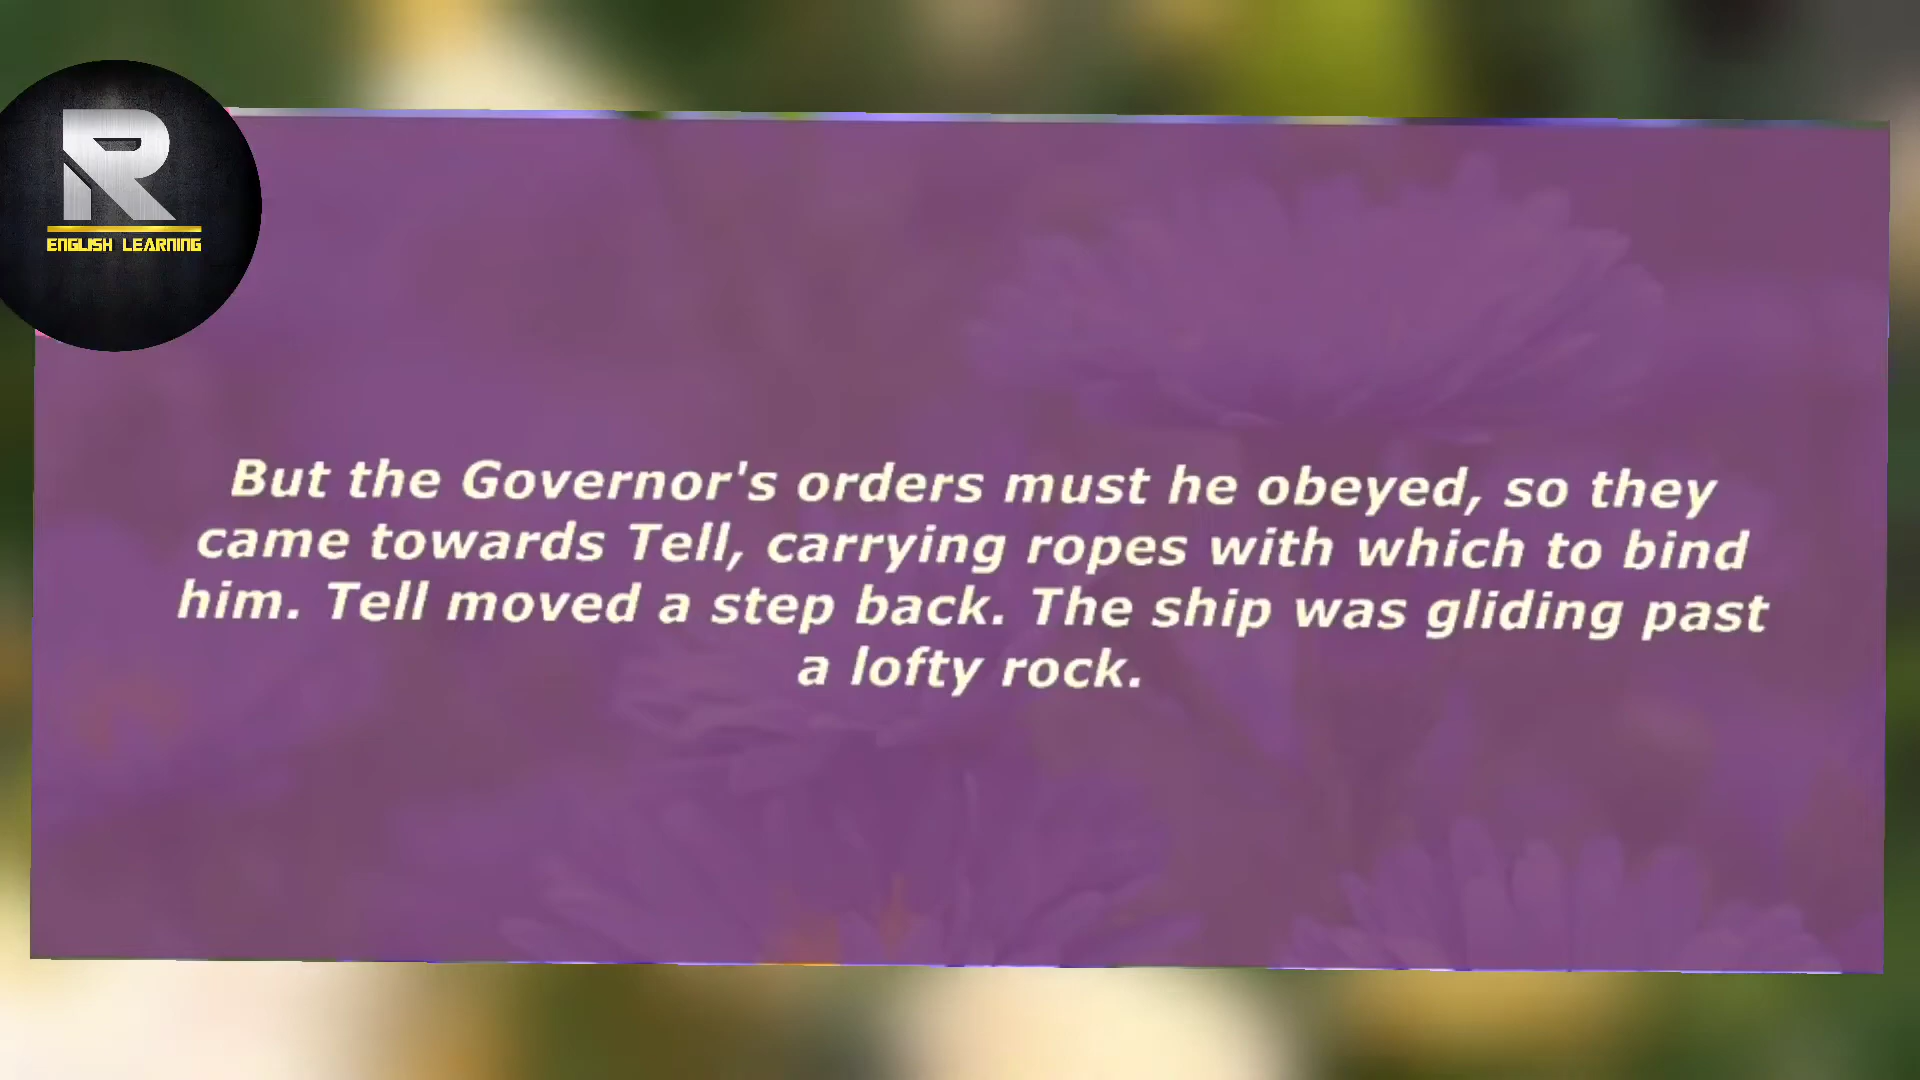 R
ENGLISH LEARNING
But the Governor's orders must he obeyed, so they
came towards Tell, carrying ropes with which to bind
him. Tell moved a step back. The ship was gliding past
a lofty rock.